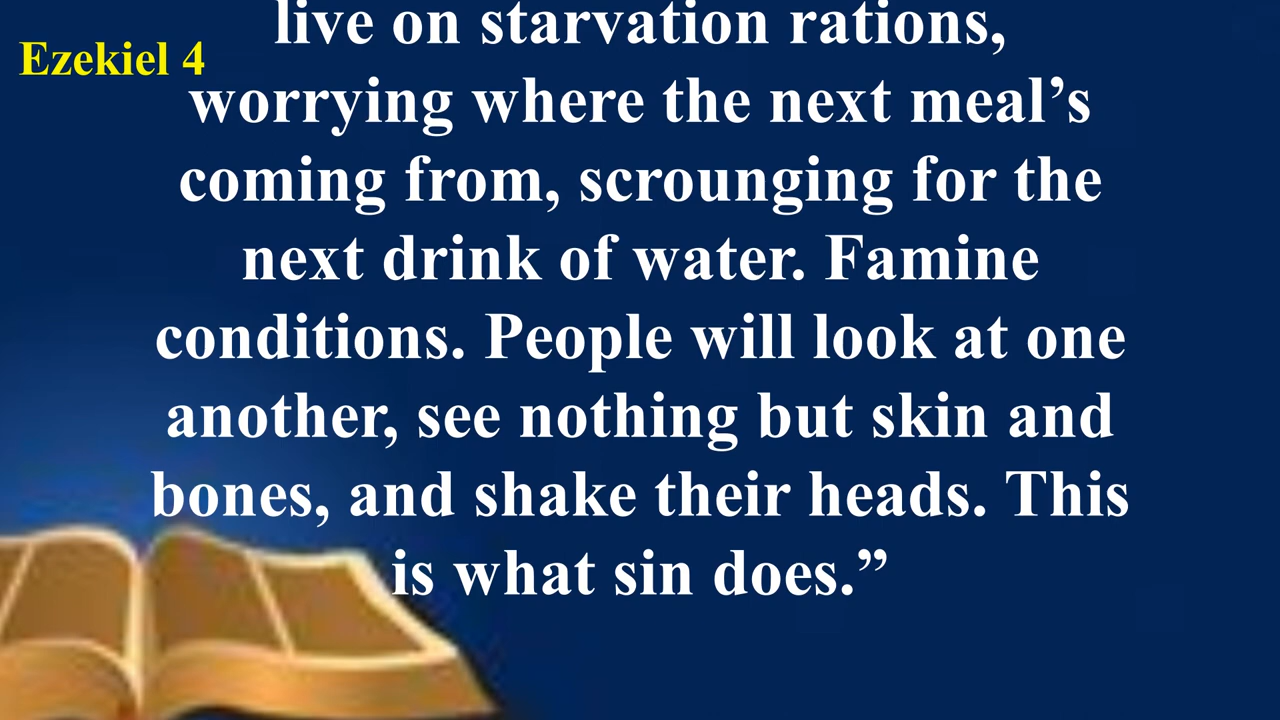 live on starvation rations,
Ezekiel 4
worrying where the next meal’s
coming from, scrounging for the
next drink of water. Famine
conditions. People will look at one
another, see nothing but skin and
bones, and shake their heads. This
is what sin does.”